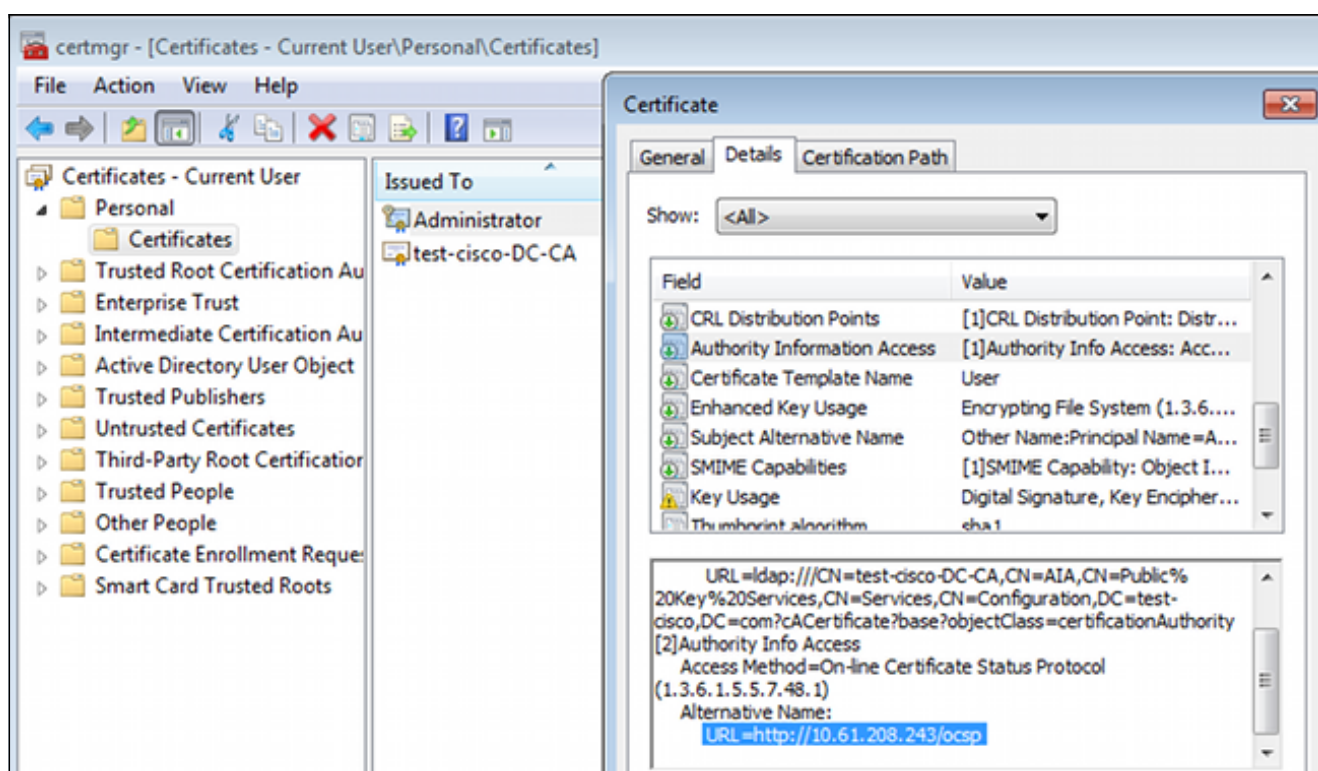 certmgr - [Certificates - Current User\Personal\Certificates]
File Action View Help
Certificates - Current User
Personal
Certificates
Trusted Root Certification Au
Enterprise Trust
Intermediate Certification Au
Active Directory User Object
Trusted Publishers
Untrusted Certificates
Third-Party Root Certification
Trusted People
Other People
Certificate Enrollment Reques
Smart Card Trusted Roots
Issued To
Administrator
test-cisco-DC-CA
Certificate
General Details Certification Path
Show: <All>
Field Value
CRL Distribution Points [1]CRL Distribution Point: Distr...
Authority Information Access [1]Authority Info Access: Acc...
Certificate Template Name User
Enhanced Key Usage Encrypting File System (1.3.6....
Subject Alternative Name Other Name:Principal Name=A...
SMIME Capabilities [1]SMIME Capability: Object I...
Key Usage Digital Signature, Key Encipher...
Thumbprint algorithm sha1
URL=ldap:///CN=test-cisco-DC-CA,CN=AIA,CN=Public%
20Key%20Services,CN=Services,CN=Configuration,DC=test-
cisco,DC=com?cACertificate?base?objectClass=certificationAuthority
[2]Authority Info Access
Access Method=On-line Certificate Status Protocol
(1.3.6.1.5.5.7.48.1)
Alternative Name:
URL=http://10.61.208.243/ocsp